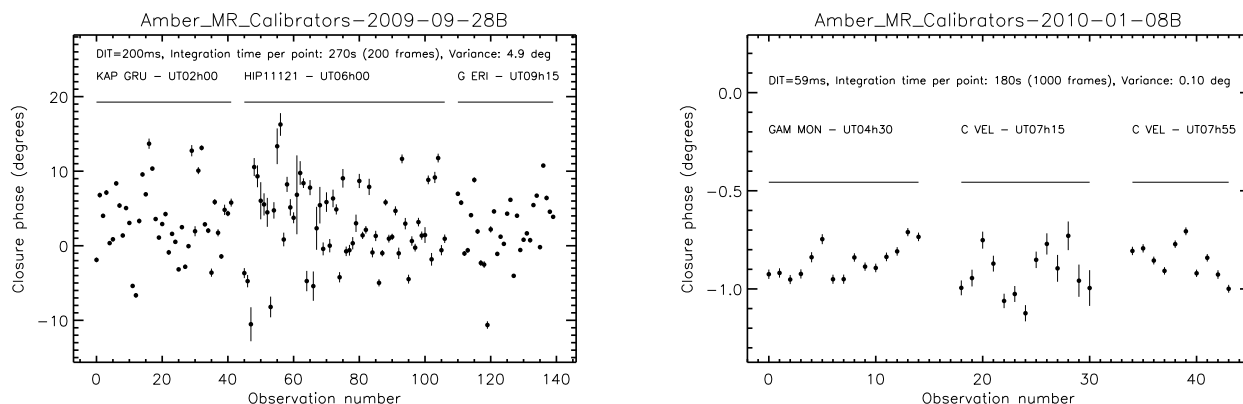 Amber_MR_Calibrators-2009-09-28B
DIT=200ms, Integration time per point: 270s (200 frames), Variance: 4.9 deg
KAP GRU - UT02h00 HIP11121 - UT06h00 G ERI - UT09h15
Closure phase (degrees)
20
10
0
-10
0 20 40 60 80 100 120 140
Observation number
Amber_MR_Calibrators-2010-01-08B
DIT=59ms, Integration time per point: 180s (1000 frames), Variance: 0.10 deg
GAM MON - UT04h30 C VEL - UT07h15 C VEL - UT07h55
Closure phase (degrees)
0.0
-0.5
-1.0
0 10 20 30 40
Observation number